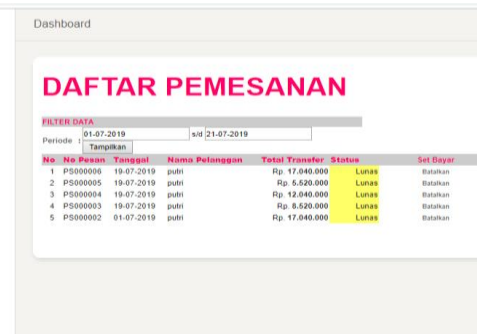 Dashboard
DAFTAR PEMESANAN
FILTER DATA
Periode : 01-07-2019 s/d 21-07-2019
Tampilkan
No No Pesan Tanggal Nama Pelanggan Total Transfer Status Set Bayar
1 PS000006 19-07-2019 putri Rp. 17.040.000 Lunas Batalkan
2 PS000005 19-07-2019 putri Rp. 5.520.000 Lunas Batalkan
3 PS000004 19-07-2019 putri Rp. 12.040.000 Lunas Batalkan
4 PS000003 19-07-2019 putri Rp. 8.520.000 Lunas Batalkan
5 PS000002 01-07-2019 putri Rp. 17.040.000 Lunas Batalkan